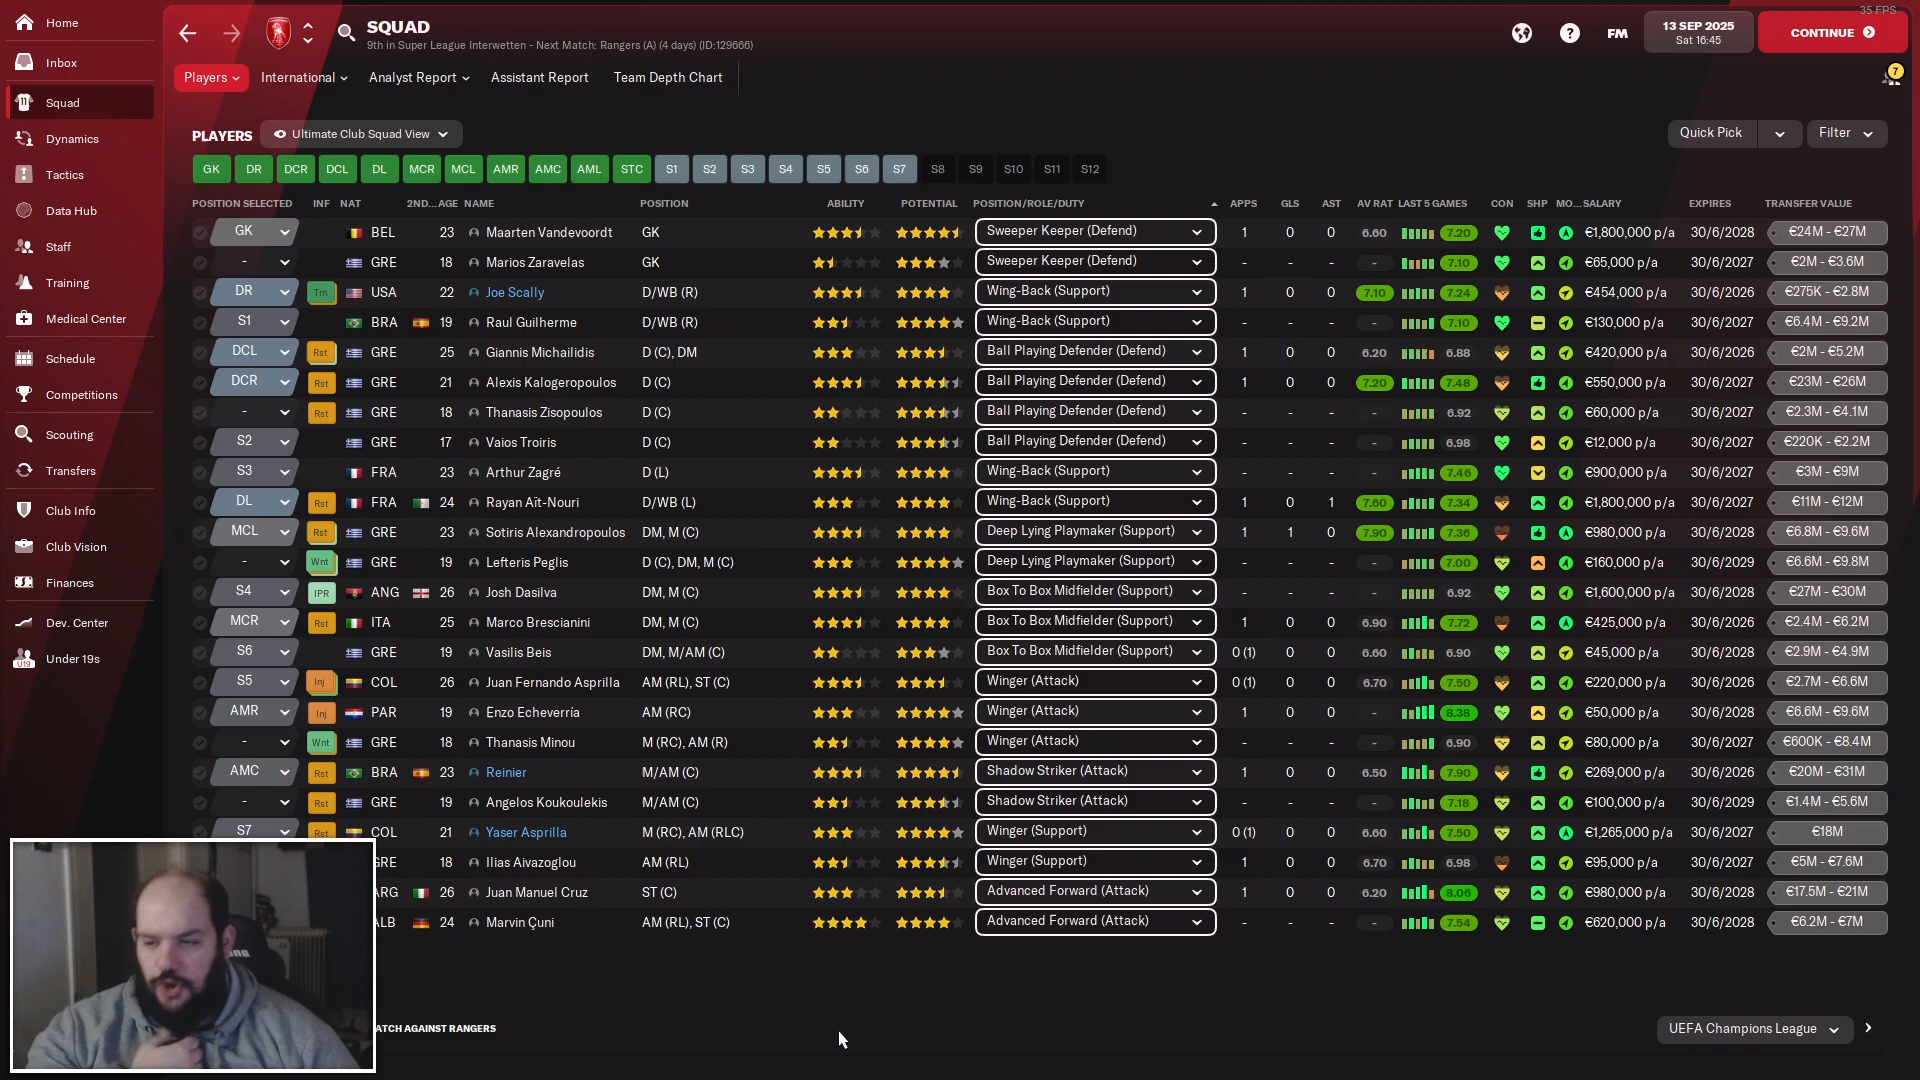 35 FPS
Home
SQUAD
9th in Super League Interwetten - Next Match: Rangers (A) (4 days) (ID:129666)
FM
13 SEP 2025
Sat 16:45
CONTINUE
Inbox
Players International Analyst Report Assistant Report Team Depth Chart
7
Squad
Dynamics
PLAYERS Ultimate Club Squad View
Quick Pick Filter
Tactics
GK DR DCR DCL DL MCR MCL AMR AMC AML STC S1 S2 S3 S4 S5 S6 S7 S8 S9 S10 S11 S12
Data Hub
POSITION SELECTED INF NAT 2ND... AGE NAME POSITION ABILITY POTENTIAL POSITION/ROLE/DUTY APPS GLS AST AV RAT LAST 5 GAMES CON SHP MO... SALARY EXPIRES TRANSFER VALUE
GK BEL 23 Maarten Vandevoordt GK Sweeper Keeper (Defend) 1 0 0 6.60 7.20 €1,800,000 p/a 30/6/2028 €24M - €27M
Staff
- GRE 18 Marios Zaravelas GK Sweeper Keeper (Defend) - - - - 7.10 €65,000 p/a 30/6/2027 €2M - €3.6M
Training
DR Trn USA 22 Joe Scally D/WB (R) Wing-Back (Support) 1 0 0 7.10 7.24 €454,000 p/a 30/6/2026 €275K - €2.8M
Medical Center
S1 BRA 19 Raul Guilherme D/WB (R) Wing-Back (Support) - - - - 7.10 €130,000 p/a 30/6/2027 €6.4M - €9.2M
Schedule
DCL Rst GRE 25 Giannis Michailidis D (C), DM Ball Playing Defender (Defend) 1 0 0 6.20 6.88 €420,000 p/a 30/6/2026 €2M - €5.2M
Competitions
DCR Rst GRE 21 Alexis Kalogeropoulos D (C) Ball Playing Defender (Defend) 1 0 0 7.20 7.48 €550,000 p/a 30/6/2027 €23M - €26M
- Rst GRE 18 Thanasis Zisopoulos D (C) Ball Playing Defender (Defend) - - - - 6.92 €60,000 p/a 30/6/2027 €2.3M - €4.1M
Scouting
S2 GRE 17 Vaios Troiris D (C) Ball Playing Defender (Defend) - - - - 6.98 €12,000 p/a 30/6/2027 €220K - €2.2M
Transfers
S3 FRA 23 Arthur Zagré D (L) Wing-Back (Support) - - - - 7.46 €900,000 p/a 30/6/2027 €3M - €9M
Club Info
DL Rst FRA 24 Rayan Aït-Nouri D/WB (L) Wing-Back (Support) 1 0 1 7.60 7.34 €1,800,000 p/a 30/6/2027 €11M - €12M
MCL Rst GRE 23 Sotiris Alexandropoulos DM, M (C) Deep Lying Playmaker (Support) 1 1 0 7.90 7.36 €980,000 p/a 30/6/2028 €6.8M - €9.6M
Club Vision
- Wnt GRE 19 Lefteris Peglis D (C), DM, M (C) Deep Lying Playmaker (Support) - - - - 7.00 €160,000 p/a 30/6/2029 €6.6M - €9.8M
Finances
S4 IPR ANG 26 Josh Dasilva DM, M (C) Box To Box Midfielder (Support) - - - - 6.92 €1,600,000 p/a 30/6/2028 €27M - €30M
Dev. Center
MCR Rst ITA 25 Marco Brescianini DM, M (C) Box To Box Midfielder (Support) 1 0 0 6.90 7.72 €425,000 p/a 30/6/2026 €2.4M - €6.2M
Under 19s
U19
S6 GRE 19 Vasilis Beis DM, M/AM (C) Box To Box Midfielder (Support) 0 (1) 0 0 6.60 6.90 €45,000 p/a 30/6/2028 €2.9M - €4.9M
S5 Inj COL 26 Juan Fernando Asprilla AM (RL), ST (C) Winger (Attack) 0 (1) 0 0 6.70 7.50 €220,000 p/a 30/6/2028 €2.7M - €6.6M
AMR Inj PAR 19 Enzo Echeverría AM (RC) Winger (Attack) 1 0 0 - 8.38 €50,000 p/a 30/6/2028 €6.6M - €9.6M
- Wnt GRE 18 Thanasis Minou M (RC), AM (R) Winger (Attack) - - - - 6.90 €80,000 p/a 30/6/2027 €600K - €8.4M
AMC Rst BRA 23 Reinier M/AM (C) Shadow Striker (Attack) 1 0 0 6.50 7.90 €269,000 p/a 30/6/2026 €20M - €31M
- Rst GRE 19 Angelos Koukoulekis M/AM (C) Shadow Striker (Attack) - - - - 7.18 €100,000 p/a 30/6/2029 €1.4M - €5.6M
S7 Rst COL 21 Yaser Asprilla M (RC), AM (RLC) Winger (Support) 0 (1) 0 0 6.60 7.50 €1,265,000 p/a 30/6/2027 €18M
GRE 18 Ilias Aivazoglou AM (RL) Winger (Support) 1 0 0 6.70 6.98 €95,000 p/a 30/6/2027 €5M - €7.6M
ARG 26 Juan Manuel Cruz ST (C) Advanced Forward (Attack) 1 0 0 6.20 8.06 €980,000 p/a 30/6/2028 €17.5M - €21M
ALB 24 Marvin Çuni AM (RL), ST (C) Advanced Forward (Attack) - - - - 7.54 €620,000 p/a 30/6/2028 €6.2M - €7M
ATCH AGAINST RANGERS
UEFA Champions League